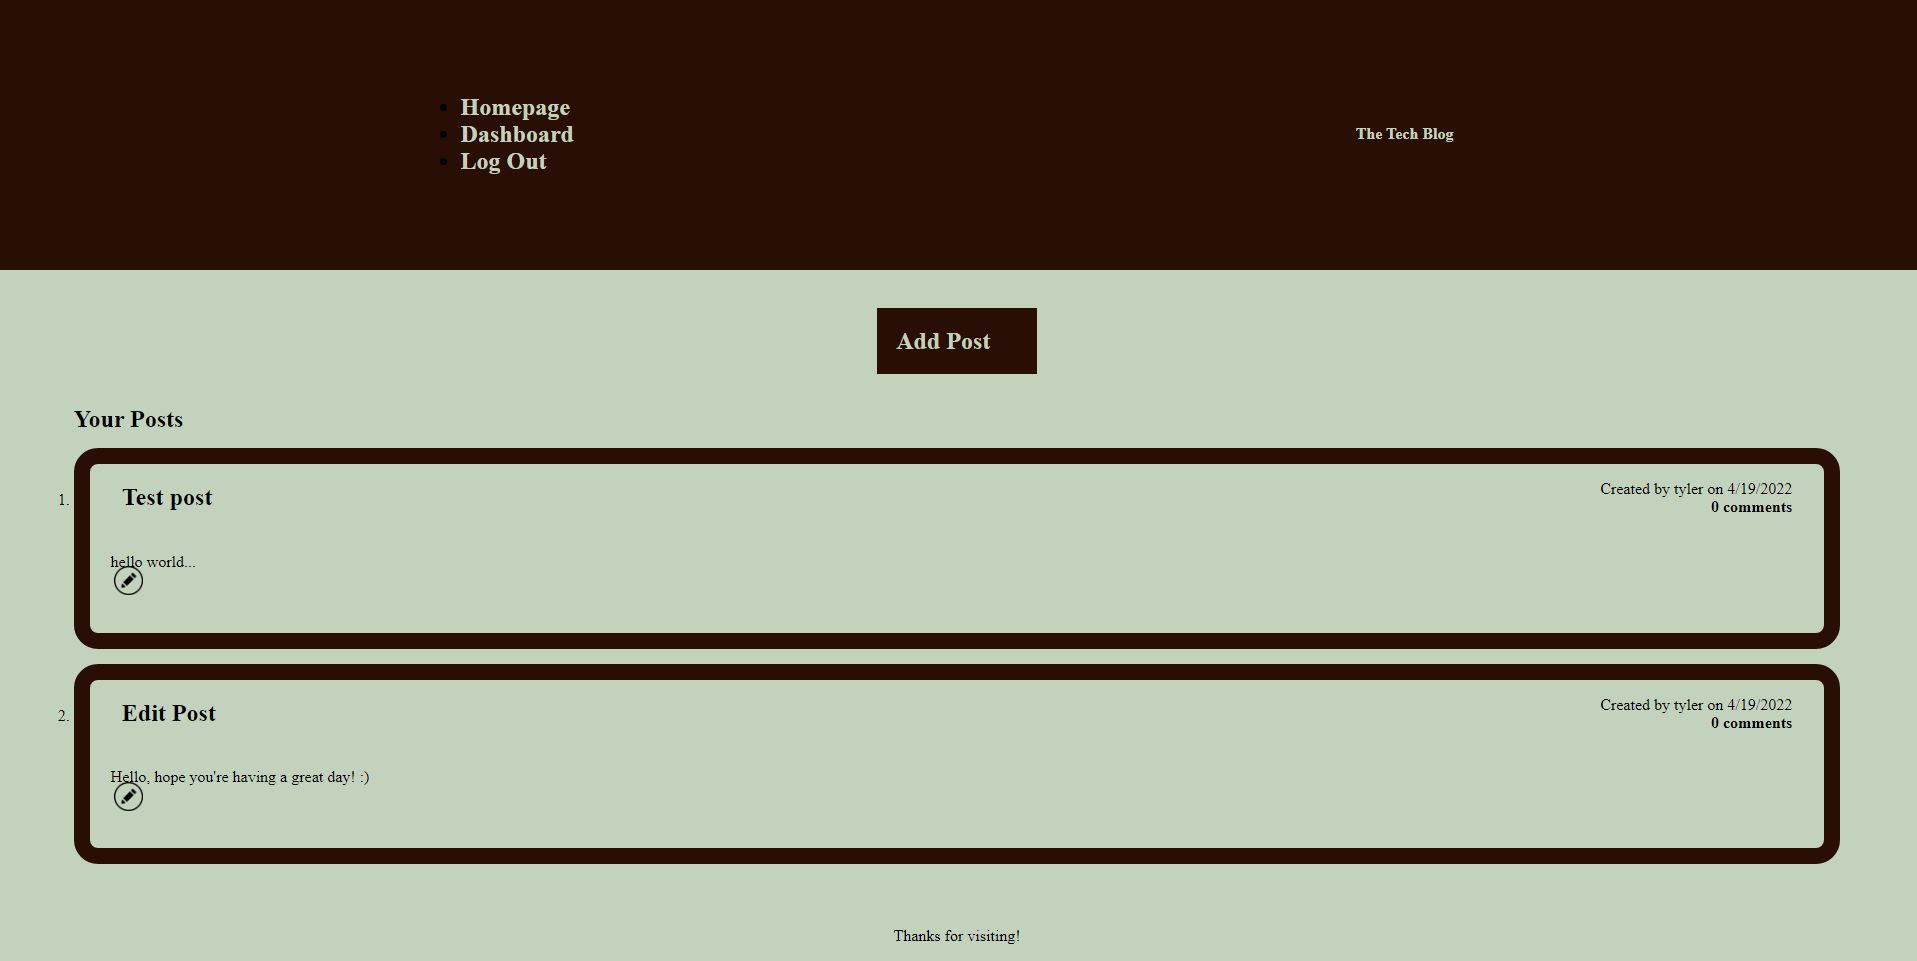 Homepage
Dashboard
Log Out
The Tech Blog
Add Post
Your Posts
1. Test post
Created by tyler on 4/19/2022
0 comments
hello world...
2. Edit Post
Created by tyler on 4/19/2022
0 comments
Hello, hope you're having a great day! :)
Thanks for visiting!